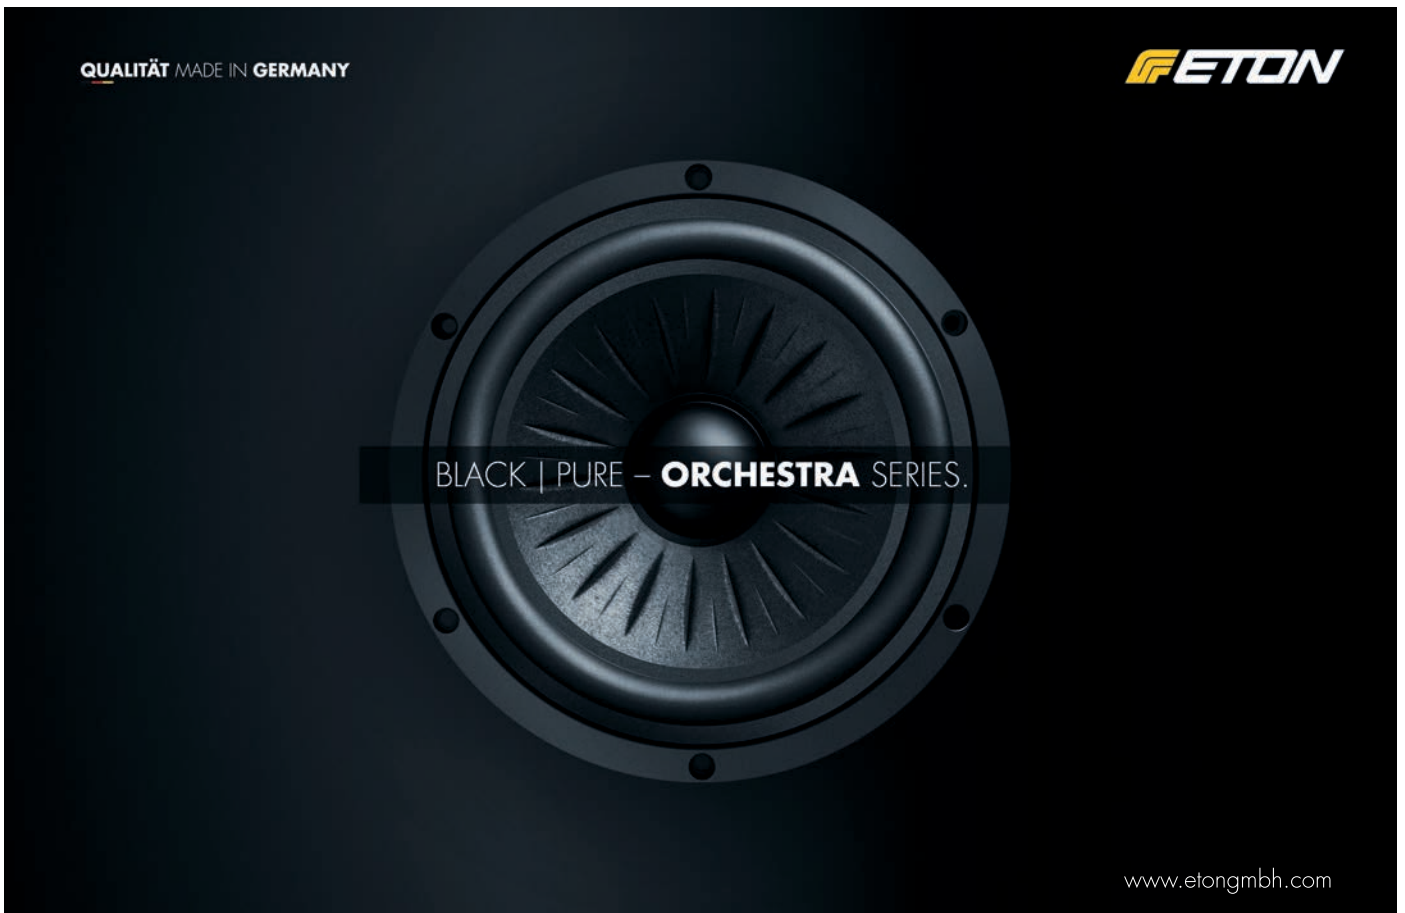 QUALITÄT MADE IN GERMANY
ETON
BLACK | PURE – ORCHESTRA SERIES.
www.etongmbh.com